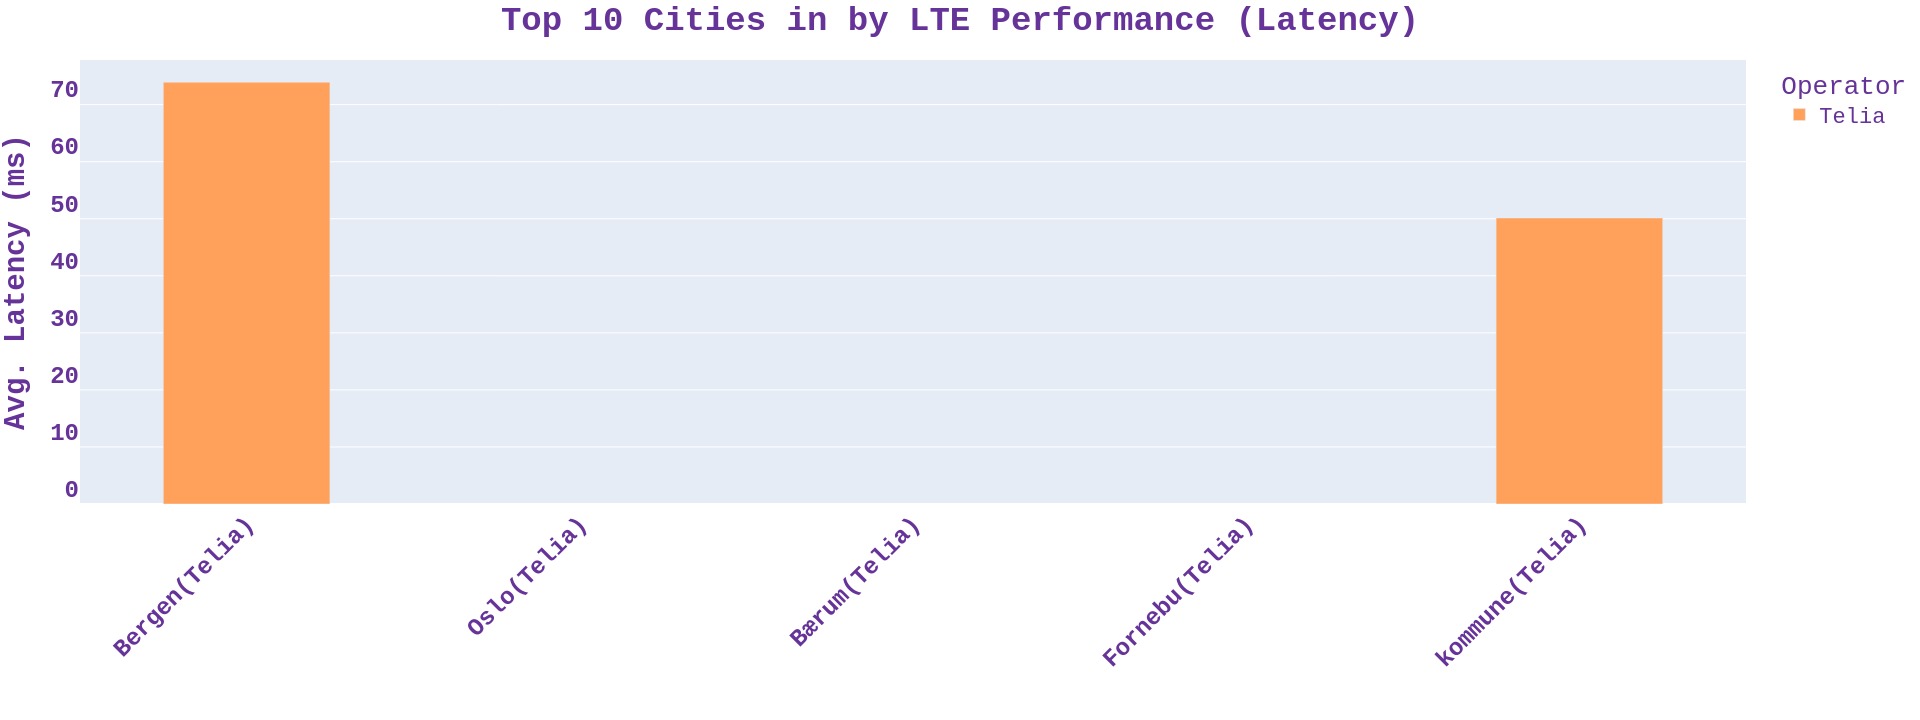 Top 10 Cities in by LTE Performance (Latency)
Operator
Telia
Avg. Latency (ms)
70
60
50
40
30
20
10
0
Bergen(Telia)
Oslo(Telia)
Bærum(Telia)
Fornebu(Telia)
kommune(Telia)